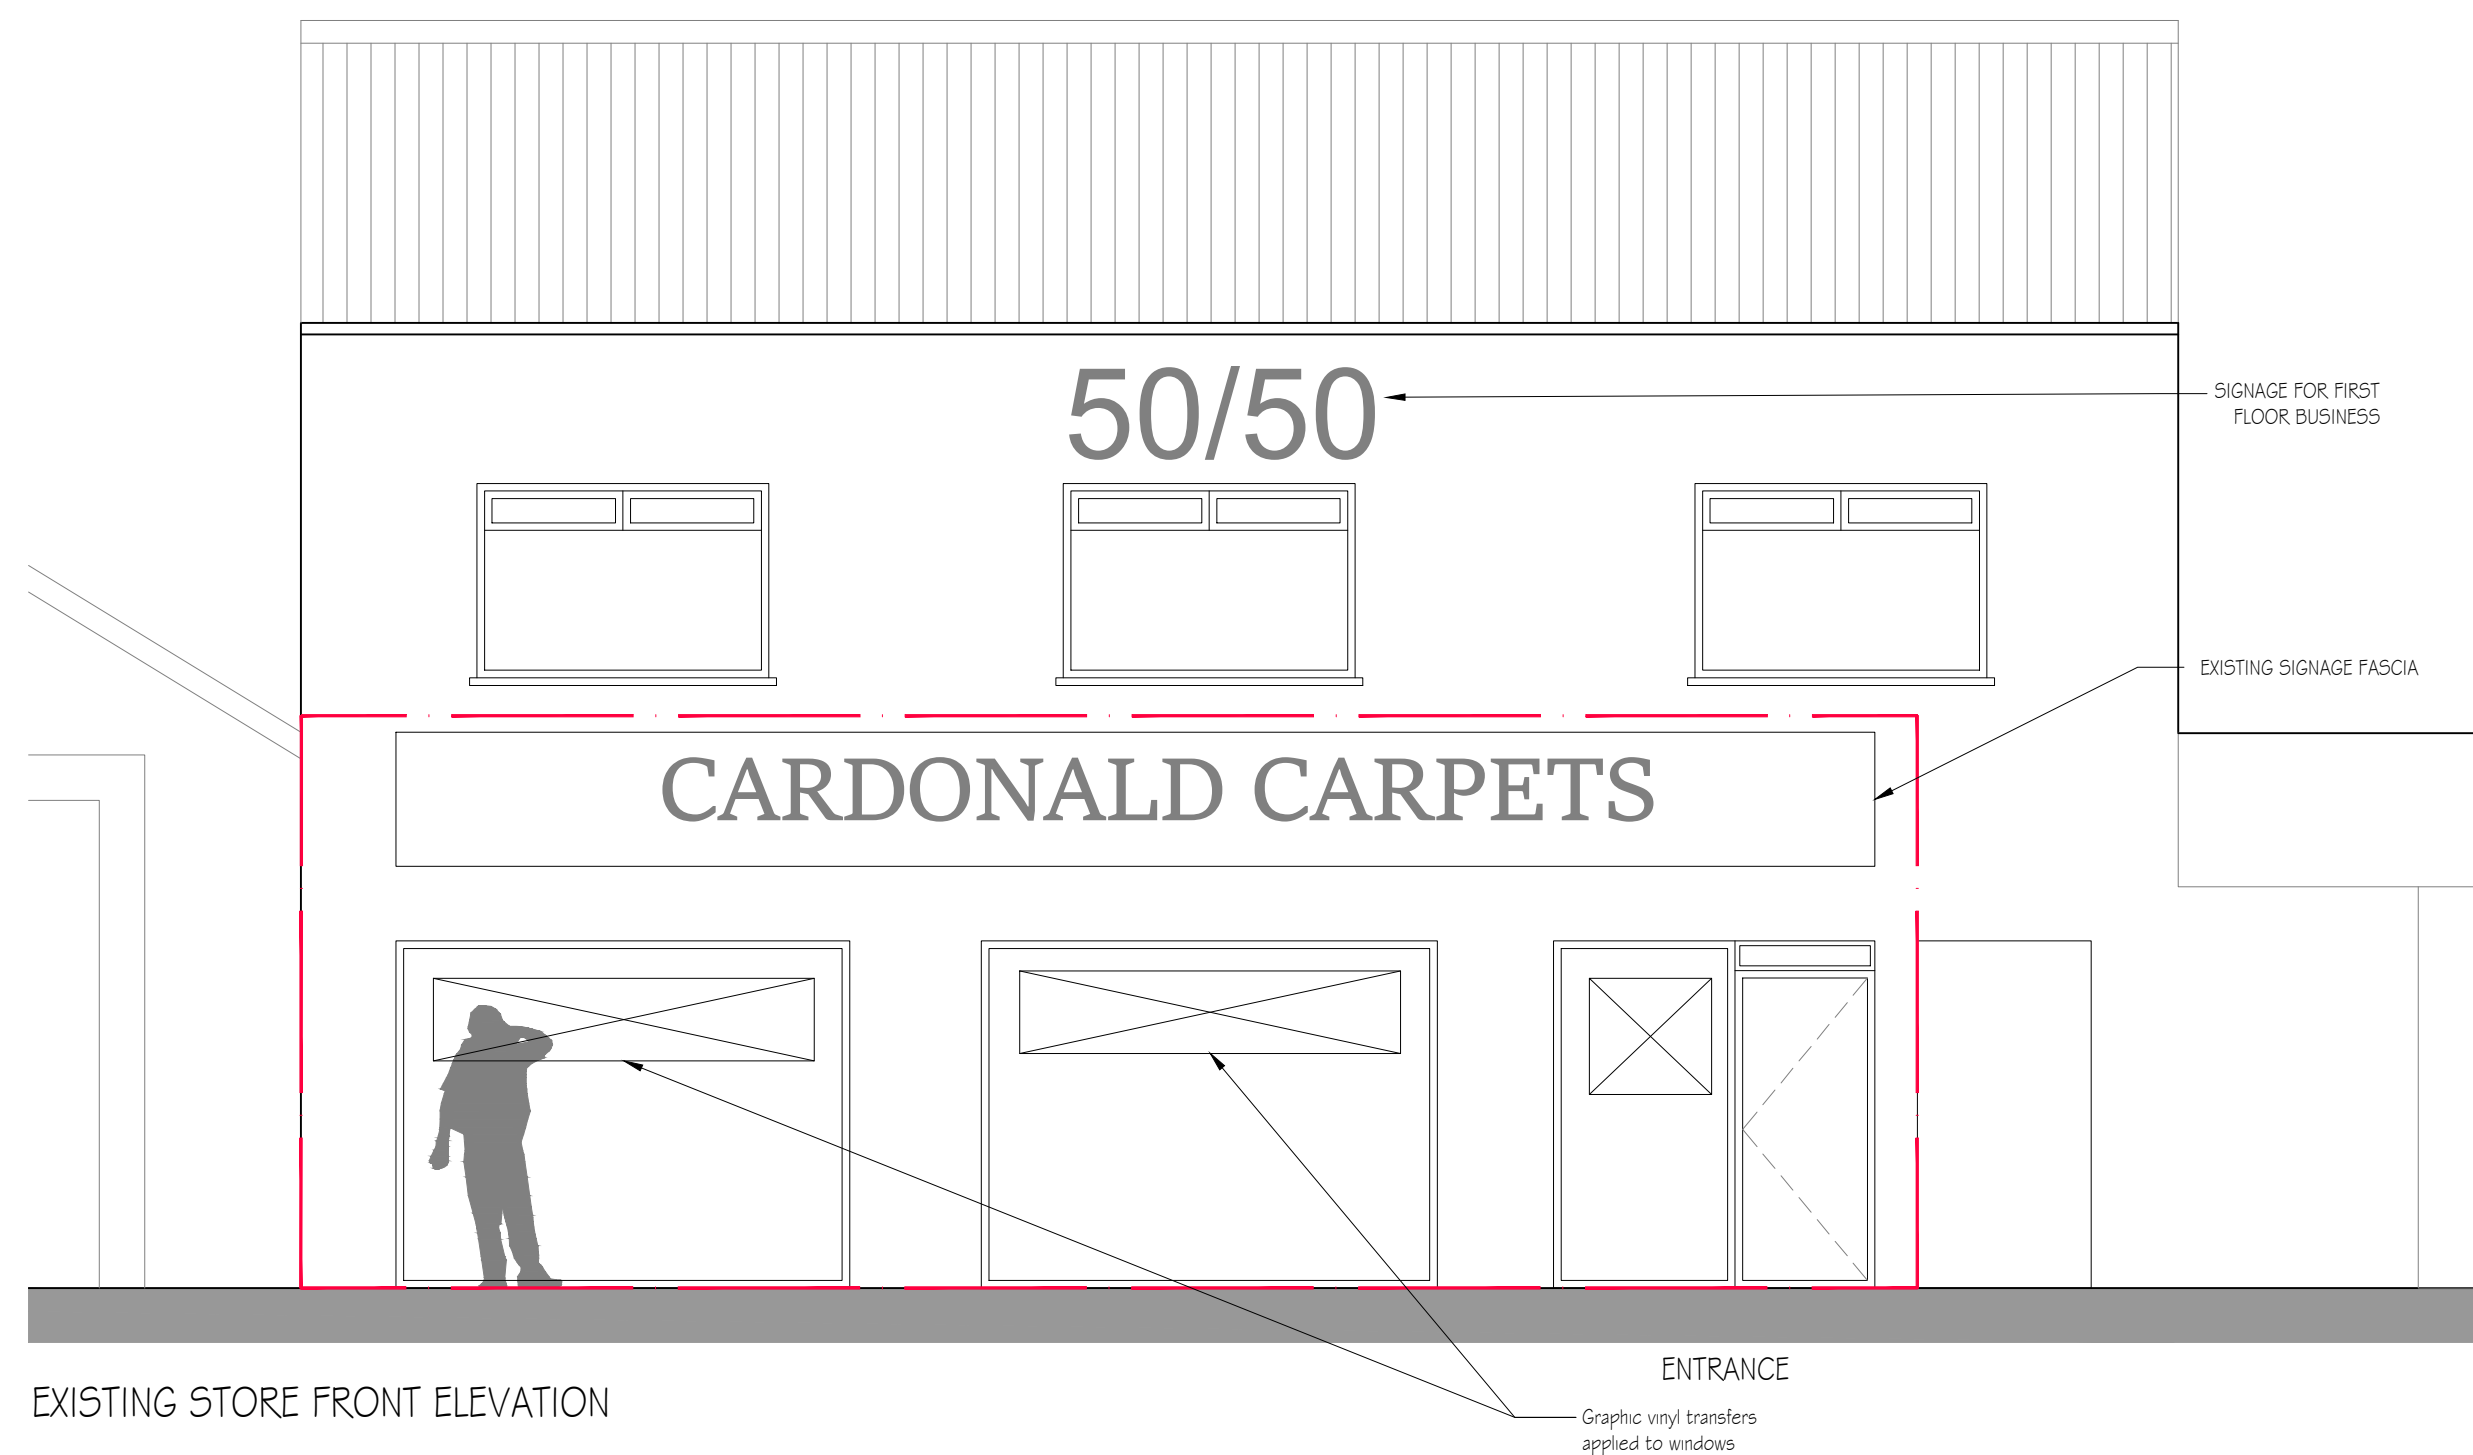 50/50
SIGNAGE FOR FIRST
FLOOR BUSINESS
EXISTING SIGNAGE FASCIA
CARDONALD CARPETS
ENTRANCE
EXISTING STORE FRONT ELEVATION
Graphic vinyl transfers
applied to windows